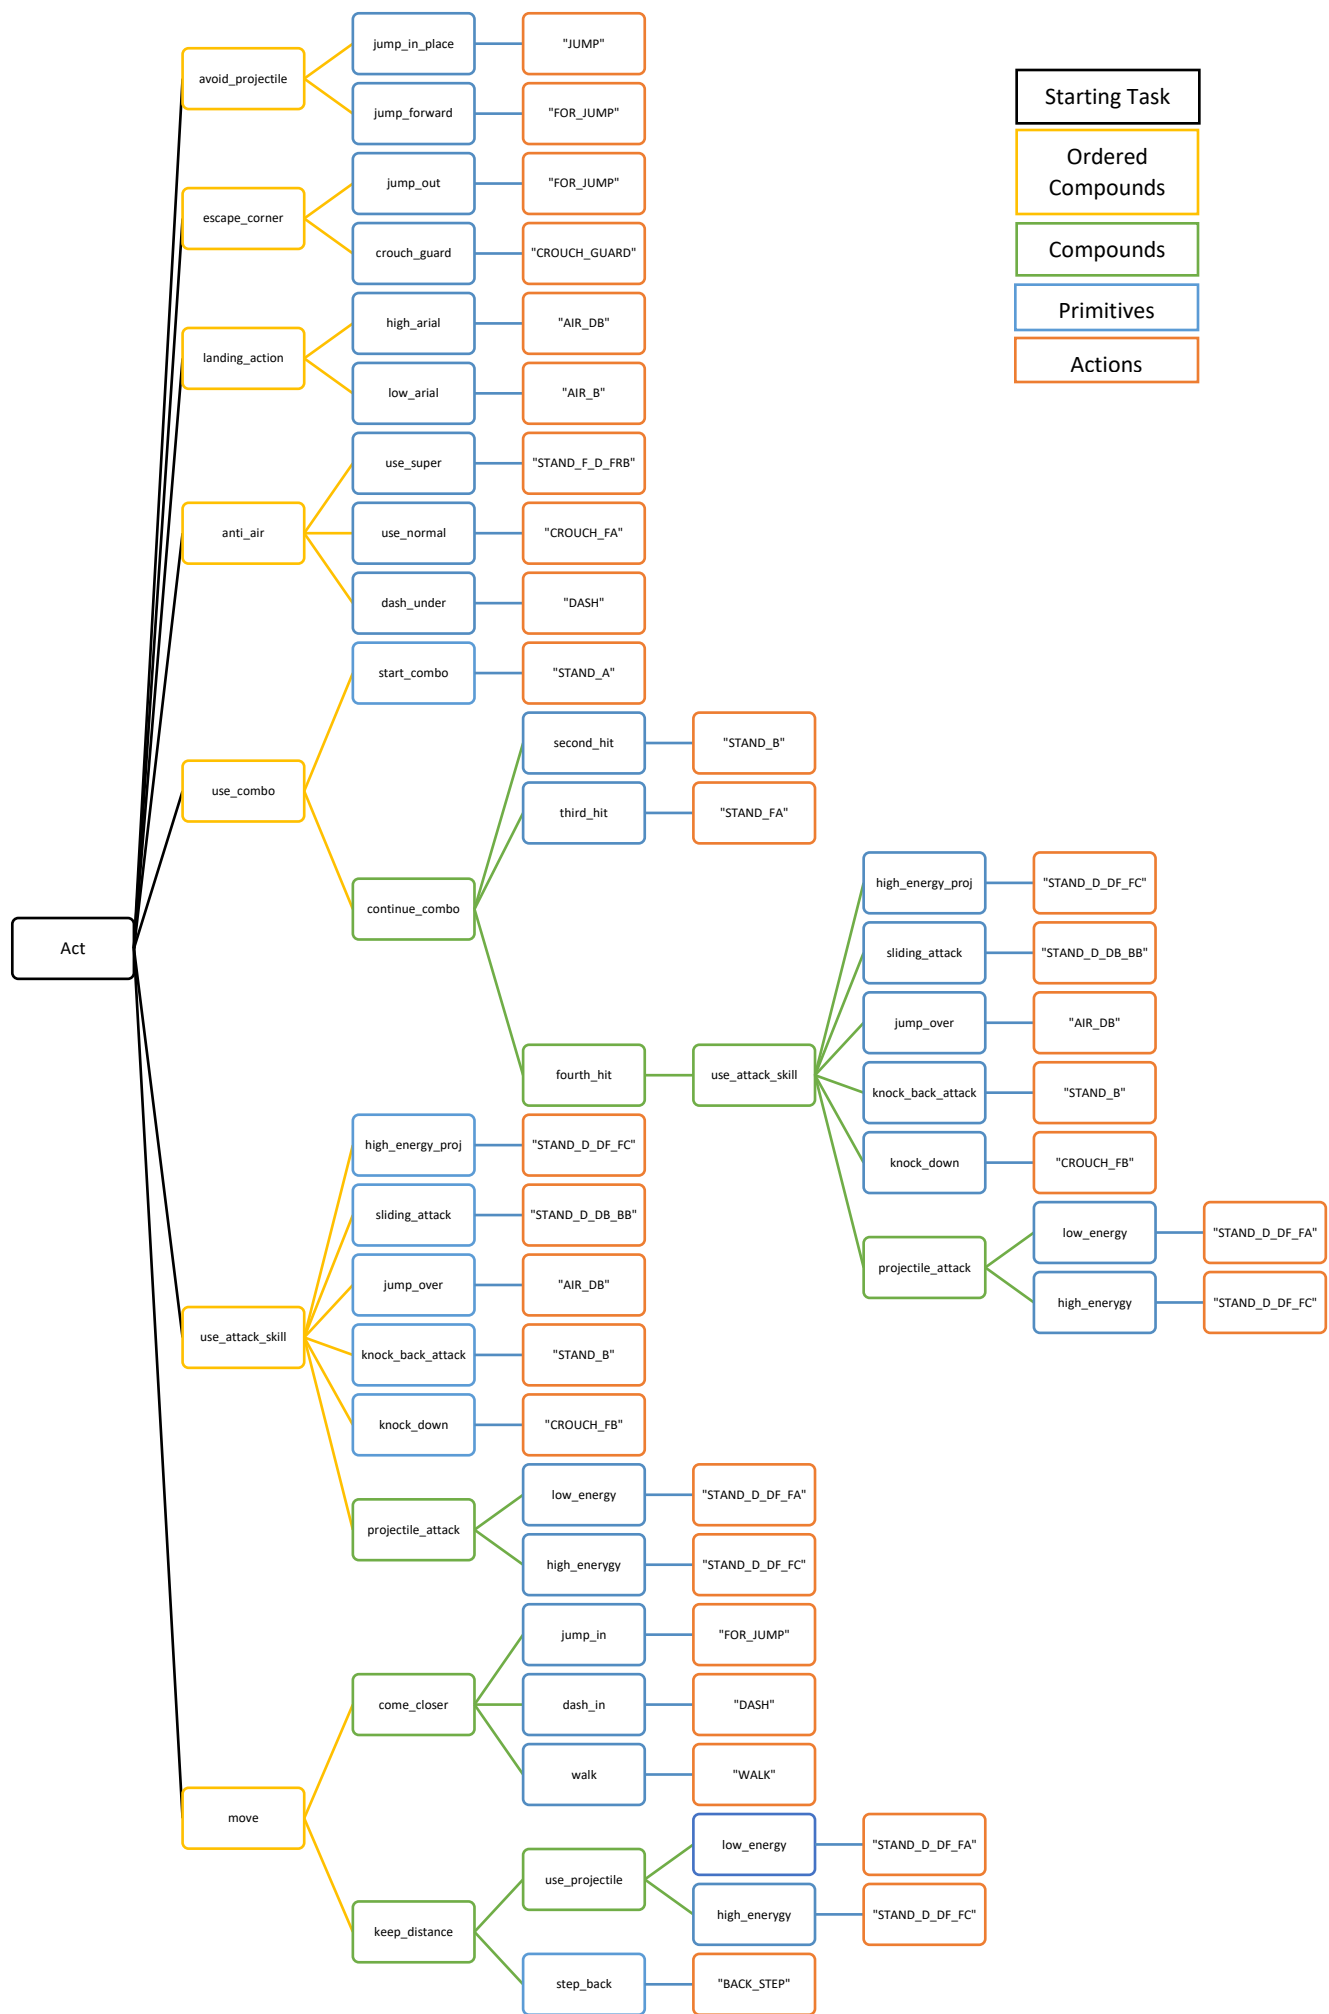 jump_in_place
"JUMP"
avoid_projectile
jump_forward
"FOR_JUMP"
Starting Task
Ordered
Compounds
Compounds
Primitives
Actions
jump_out
"FOR_JUMP"
escape_corner
crouch_guard
"CROUCH_GUARD"
high_arial
"AIR_DB"
landing_action
low_arial
"AIR_B"
use_super
"STAND_F_D_FRB"
anti_air
use_normal
"CROUCH_FA"
dash_under
"DASH"
start_combo
"STAND_A"
use_combo
second_hit
"STAND_B"
third_hit
"STAND_FA"
continue_combo
Act
high_energy_proj
"STAND_D_DF_FC"
sliding_attack
"STAND_D_DB_BB"
jump_over
"AIR_DB"
fourth_hit
use_attack_skill
knock_back_attack
"STAND_B"
knock_down
"CROUCH_FB"
projectile_attack
low_energy
"STAND_D_DF_FA"
high_enerygy
"STAND_D_DF_FC"
high_energy_proj
"STAND_D_DF_FC"
sliding_attack
"STAND_D_DB_BB"
jump_over
"AIR_DB"
use_attack_skill
knock_back_attack
"STAND_B"
knock_down
"CROUCH_FB"
projectile_attack
low_energy
"STAND_D_DF_FA"
high_enerygy
"STAND_D_DF_FC"
jump_in
"FOR_JUMP"
come_closer
dash_in
"DASH"
walk
"WALK"
move
use_projectile
low_energy
"STAND_D_DF_FA"
high_enerygy
"STAND_D_DF_FC"
keep_distance
step_back
"BACK_STEP"